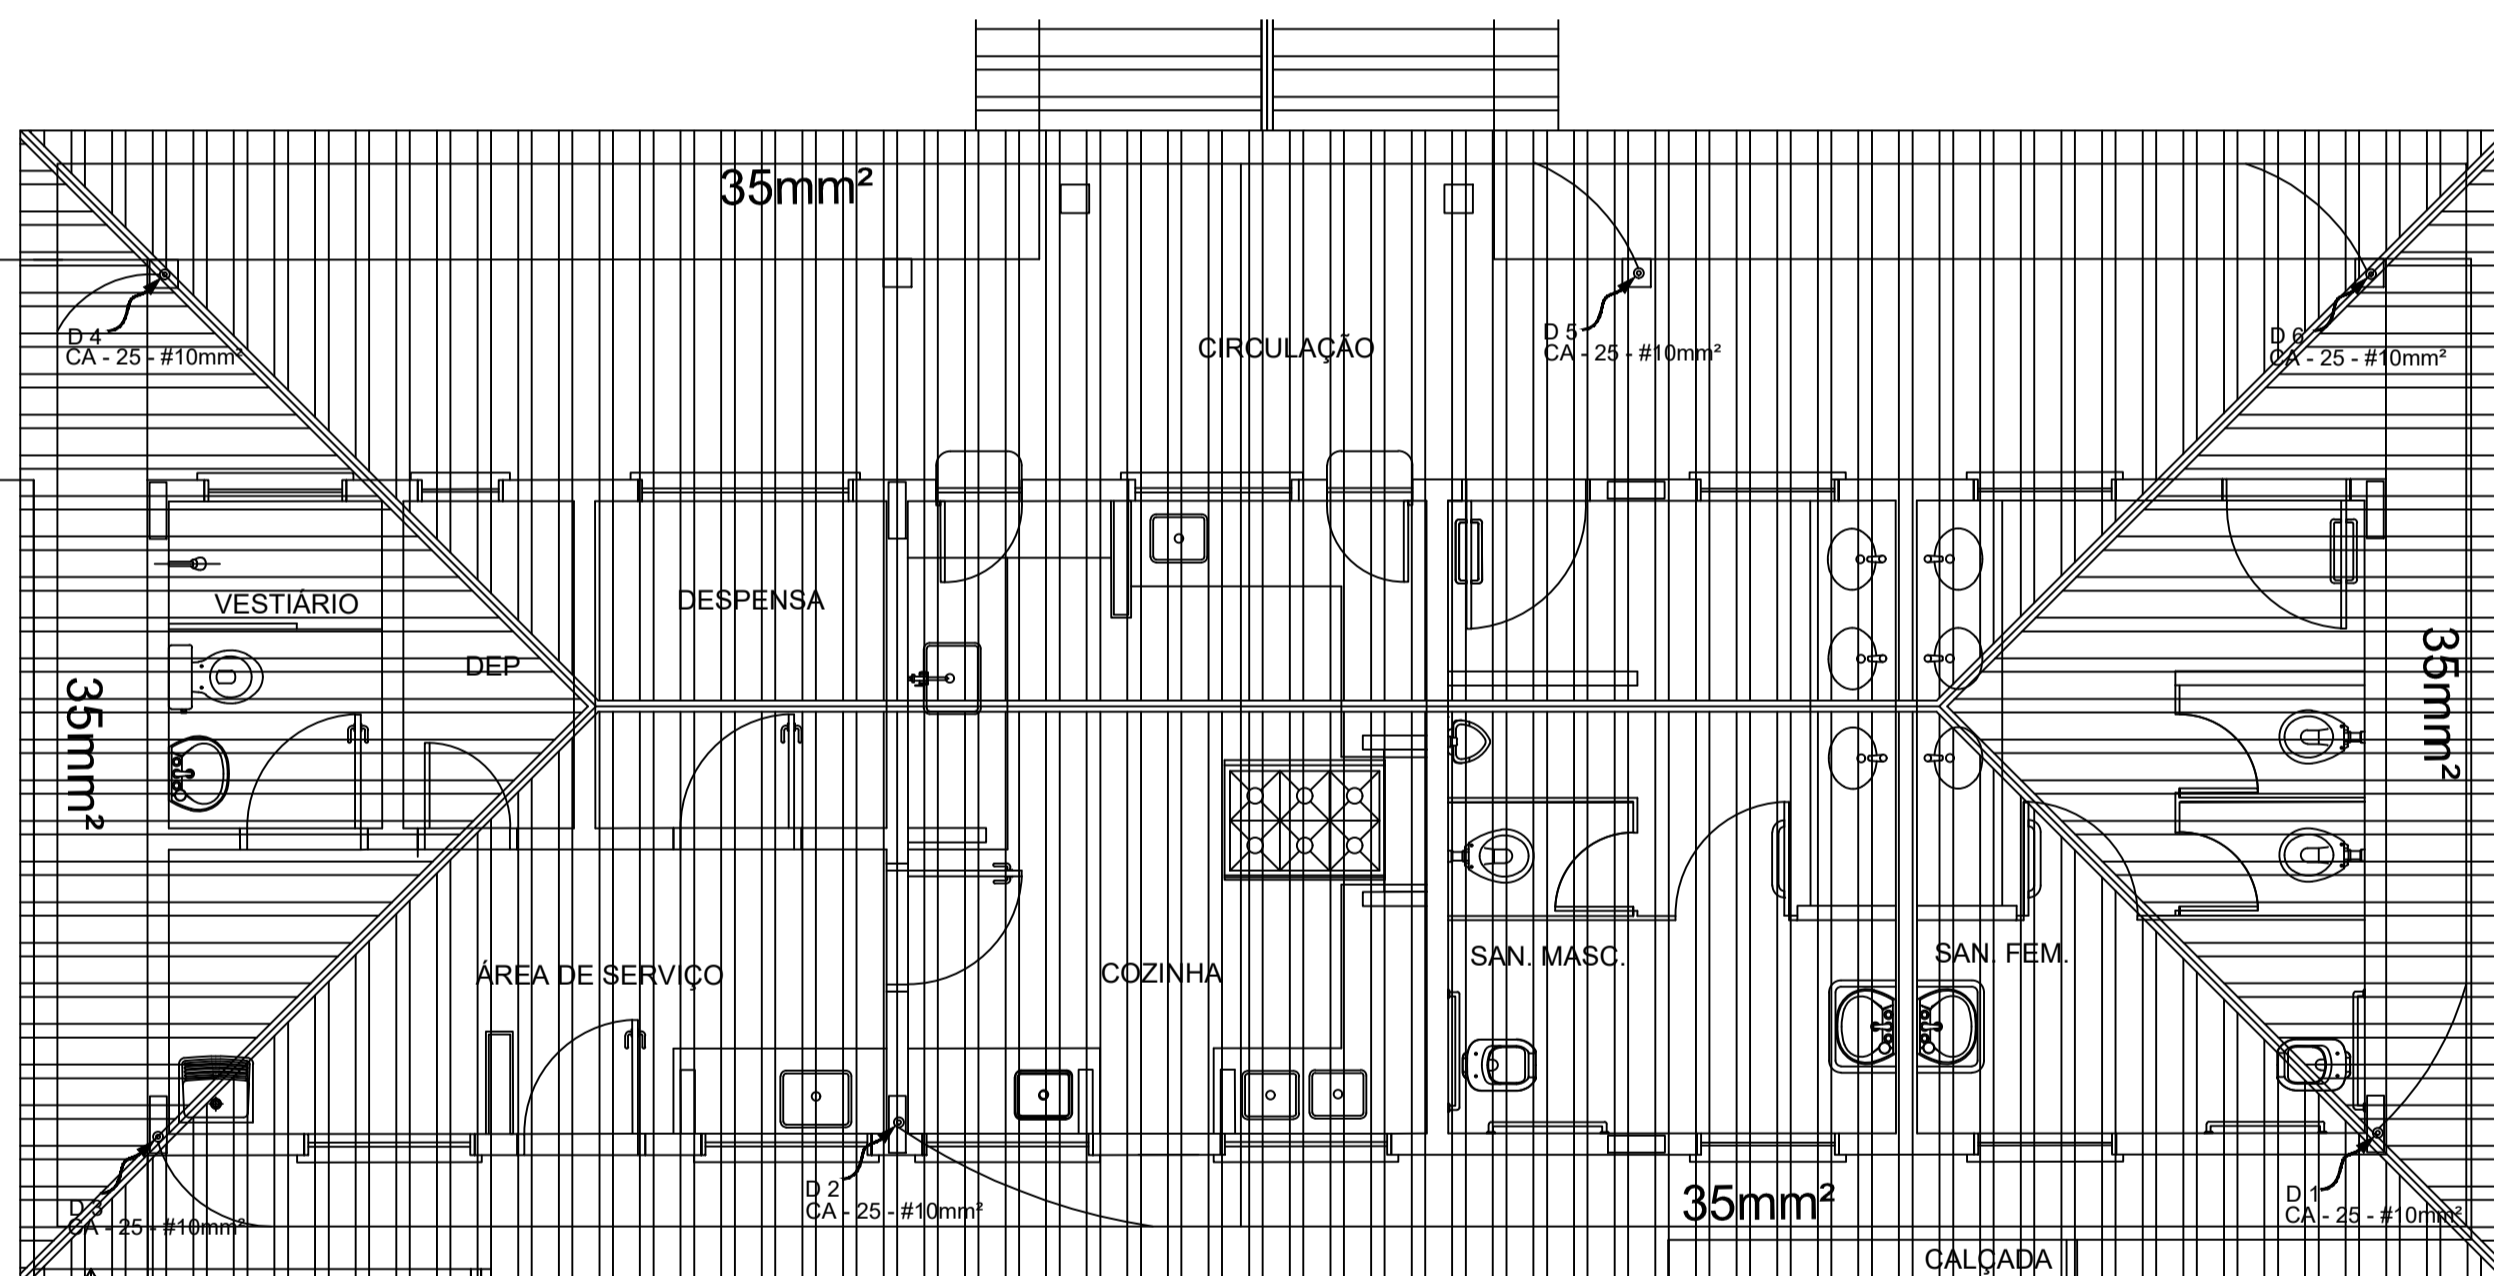 35mm²
D 4
CA - 25 - #10mm²
CIRCULAÇÃO
D 5
CA - 25 - #10mm²
D 6
CA - 25 - #10mm²
VESTIÁRIO
DESPENSA
DEP
35mm²
35mm²
ÁREA DE SERVIÇO
COZINHA
SAN. MASC.
SAN. FEM.
D 3
CA - 25 - #10mm²
D 2
CA - 25 - #10mm²
35mm²
D 1
CA - 25 - #10mm²
CALÇADA